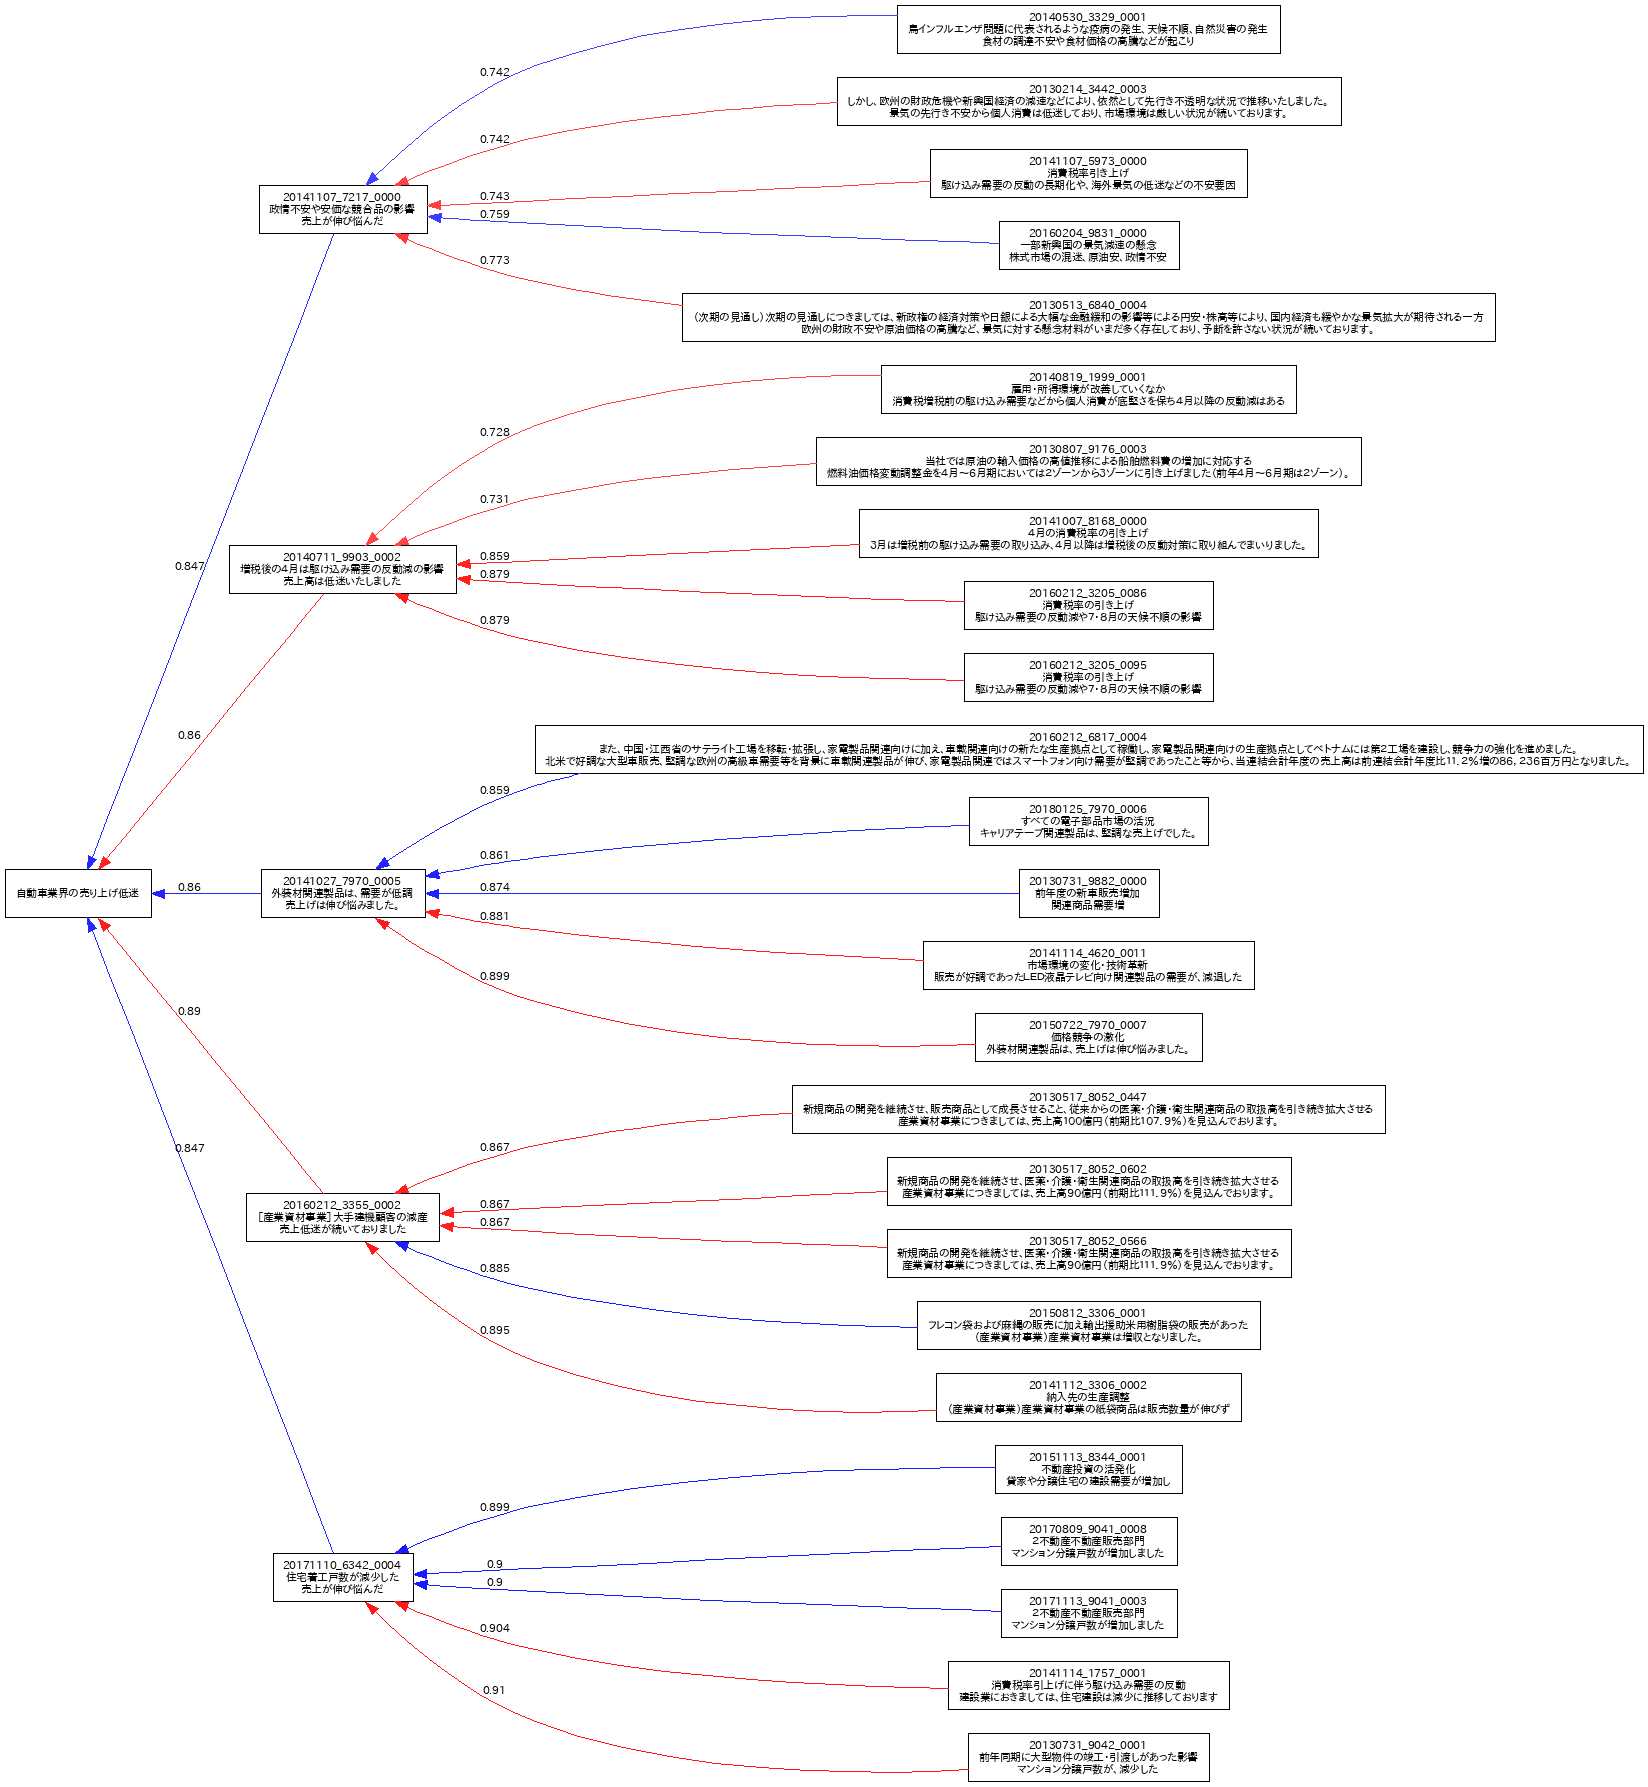 20140530_3329_0001
鳥インフルエンザ問題に代表されるような疫病の発生、天候不順、自然災害の発生
食材の調達不安や食材価格の高騰などが起こり
0.742
20130214_3442_0003
しかし、欧州の財政危機や新興国経済の減速などにより、依然として先行き不透明な状況で推移いたしました。
景気の先行き不安から個人消費は低迷しており、市場環境は厳しい状況が続いております。
0.742
20141107_5973_0000
消費税率引き上げ
駆け込み需要の反動の長期化や、海外景気の低迷などの不安要因
0.743
20141107_7217_0000
政情不安や安価な競合品の影響
売上が伸び悩んだ
0.759
20160204_9831_0000
一部新興国の景気減速の懸念
株式市場の混迷、原油安、政情不安
0.773
20130513_6840_0004
(次期の見通し)次期の見通しにつきましては、新政権の経済対策や日銀による大幅な金融緩和の影響等による円安・株高等により、国内経済も緩やかな景気拡大が期待される一方
欧州の財政不安や原油価格の高騰など、景気に対する懸念材料がいまだ多く存在しており、予断を許さない状況が続いております。
20140819_1999_0001
雇用・所得環境が改善していくなか
消費税増税前の駆け込み需要などから個人消費が底堅さを保ち4月以降の反動減はある
0.728
20130807_9176_0003
当社では原油の輸入価格の高値推移による船舶燃料費の増加に対応する
燃料油価格変動調整金を4月～6月期においては2ゾーンから3ゾーンに引き上げました(前年4月～6月期は2ゾーン)。
0.731
20141007_8168_0000
4月の消費税率の引き上げ
3月は増税前の駆け込み需要の取り込み、4月以降は増税後の反動対策に取り組んでまいりました。
0.859
20140711_9903_0002
増税後の4月は駆け込み需要の反動減の影響
売上高は低迷いたしました
0.847
0.879
20160212_3205_0086
消費税率の引き上げ
駆け込み需要の反動減や7・8月の天候不順の影響
0.879
20160212_3205_0095
消費税率の引き上げ
駆け込み需要の反動減や7・8月の天候不順の影響
0.86
20160212_6817_0004
また、中国・江西省のサテライト工場を移転・拡張し、家電製品関連向けに加え、車載関連向けの新たな生産拠点として稼働し、家電製品関連向けの生産拠点としてベトナムには第2工場を建設し、競争力の強化を進めました。
北米で好調な大型車販売、堅調な欧州の高級車需要等を背景に車載関連製品が伸び、家電製品関連ではスマートフォン向け需要が堅調であったこと等から、当連結会計年度の売上高は前連結会計年度比11.2%増の86,236百万円となりました。
0.859
20180125_7970_0006
すべての電子部品市場の活況
キャリアテープ関連製品は、堅調な売上げでした。
0.861
自動車業界の売り上げ低迷
0.86
20141027_7970_0005
外装材関連製品は、需要が低調
売上げは伸び悩みました。
0.874
20130731_9882_0000
前年度の新車販売増加
関連商品需要増
0.881
20141114_4620_0011
市場環境の変化・技術革新
販売が好調であったLED液晶テレビ向け関連製品の需要が、減退した
0.899
20150722_7970_0007
価格競争の激化
外装材関連製品は、売上げは伸び悩みました。
0.89
20130517_8052_0447
新規商品の開発を継続させ、販売商品として成長させること、従来からの医薬・介護・衛生関連商品の取扱高を引き続き拡大させる
産業資材事業につきましては、売上高100億円(前期比107.9%)を見込んでおります。
0.867
0.847
20130517_8052_0602
新規商品の開発を継続させ、医薬・介護・衛生関連商品の取扱高を引き続き拡大させる
産業資材事業につきましては、売上高90億円(前期比111.9%)を見込んでおります。
0.867
20160212_3355_0002
[産業資材事業]大手建機顧客の減産
売上低迷が続いておりました
0.867
20130517_8052_0566
新規商品の開発を継続させ、医薬・介護・衛生関連商品の取扱高を引き続き拡大させる
産業資材事業につきましては、売上高90億円(前期比111.9%)を見込んでおります。
0.885
20150812_3306_0001
フレコン袋および麻縄の販売に加え輸出援助米用樹脂袋の販売があった
(産業資材事業)産業資材事業は増収となりました。
0.895
20141112_3306_0002
納入先の生産調整
(産業資材事業)産業資材事業の紙袋商品は販売数量が伸びず
20151113_8344_0001
不動産投資の活発化
貸家や分譲住宅の建設需要が増加し
0.899
20170809_9041_0008
2不動産不動産販売部門
マンション分譲戸数が増加しました
0.9
20171110_6342_0004
住宅着工戸数が減少した
売上が伸び悩んだ
0.9
20171113_9041_0003
2不動産不動産販売部門
マンション分譲戸数が増加しました
0.904
20141114_1757_0001
消費税率引上げに伴う駆け込み需要の反動
建設業におきましては、住宅建設は減少に推移しております
0.91
20130731_9042_0001
前年同期に大型物件の竣工・引渡しがあった影響
マンション分譲戸数が、減少した